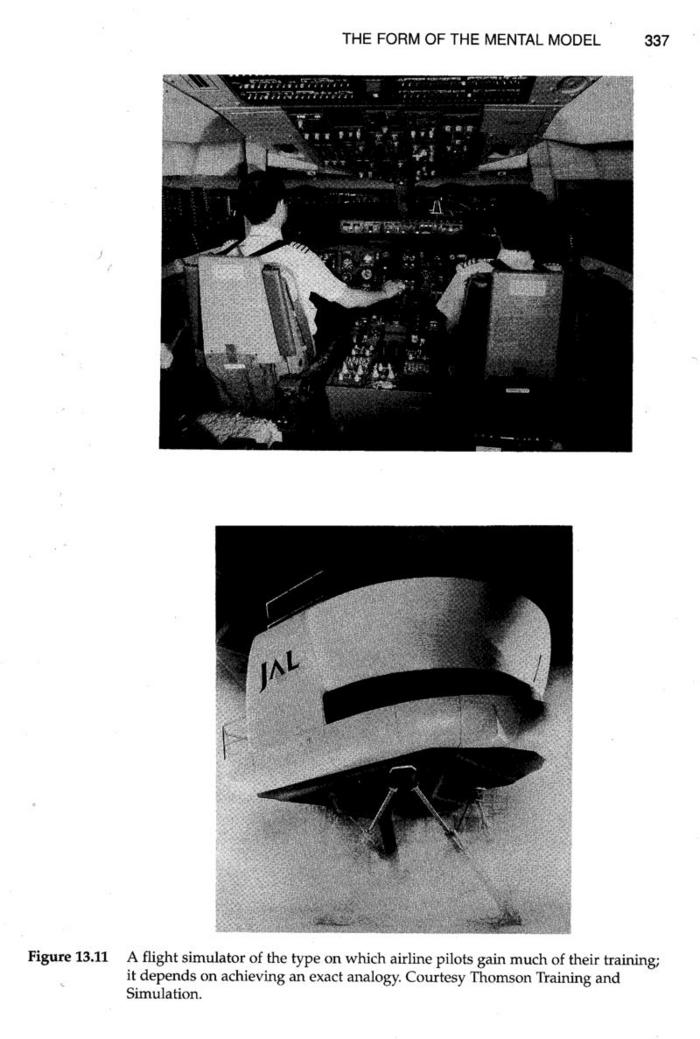 THE FORM OF THE MENTAL MODEL 337
JAL
Figure 13.11 A flight simulator of the type on which airline pilots gain much of their training;
it depends on achieving an exact analogy. Courtesy Thomson Training and
Simulation.